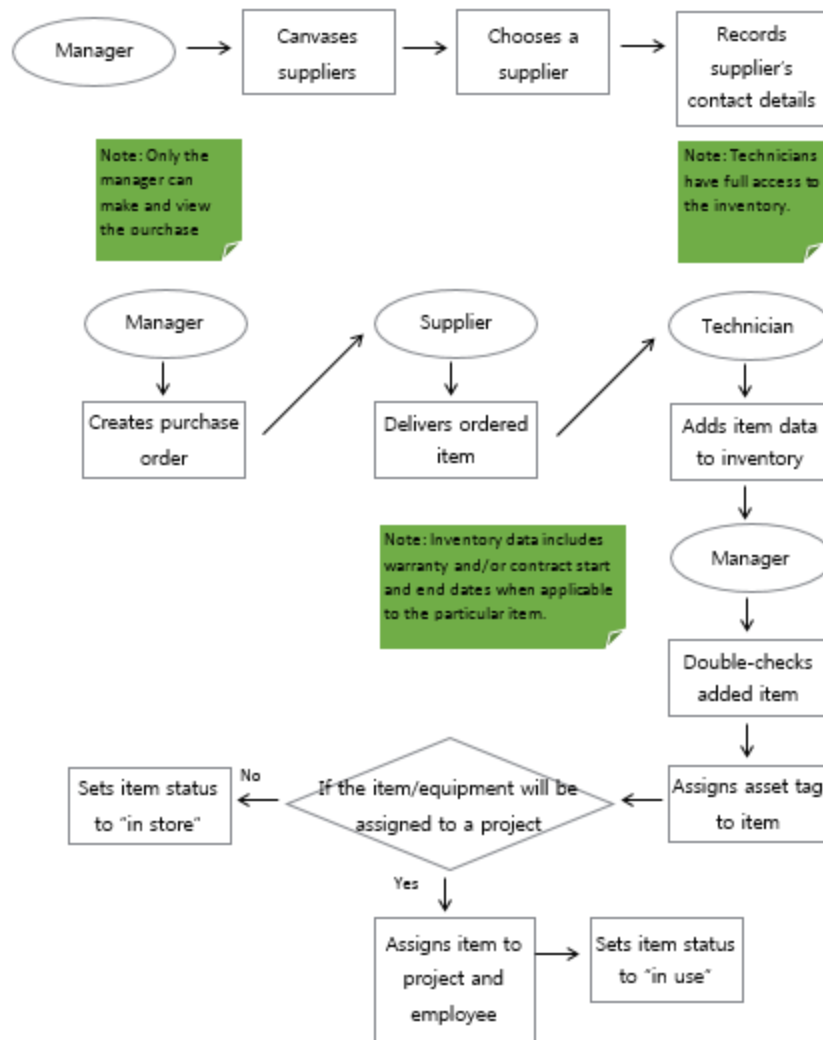 Manager
Canvases
suppliers
Chooses a
supplier
Records
supplier's
contact details
Note: Only the
manager can
make and view
the ourchase
Note: Technicians
have full access to
the inventory.
Manager
Supplier
Technician
Creates purchase
order
Delivers ordered
item
Adds item data
to inventory
Note: Inventory data includes
warranty and/or contract start
and end dates when applicable
to the particular item.
Manager
Double-checks
added item
Sets item status
to "in store"
No
If the item/equipment will be
assigned to a project
Assigns asset tag
to item
Yes
Assigns item to
project and
employee
Sets item status
to "in use"